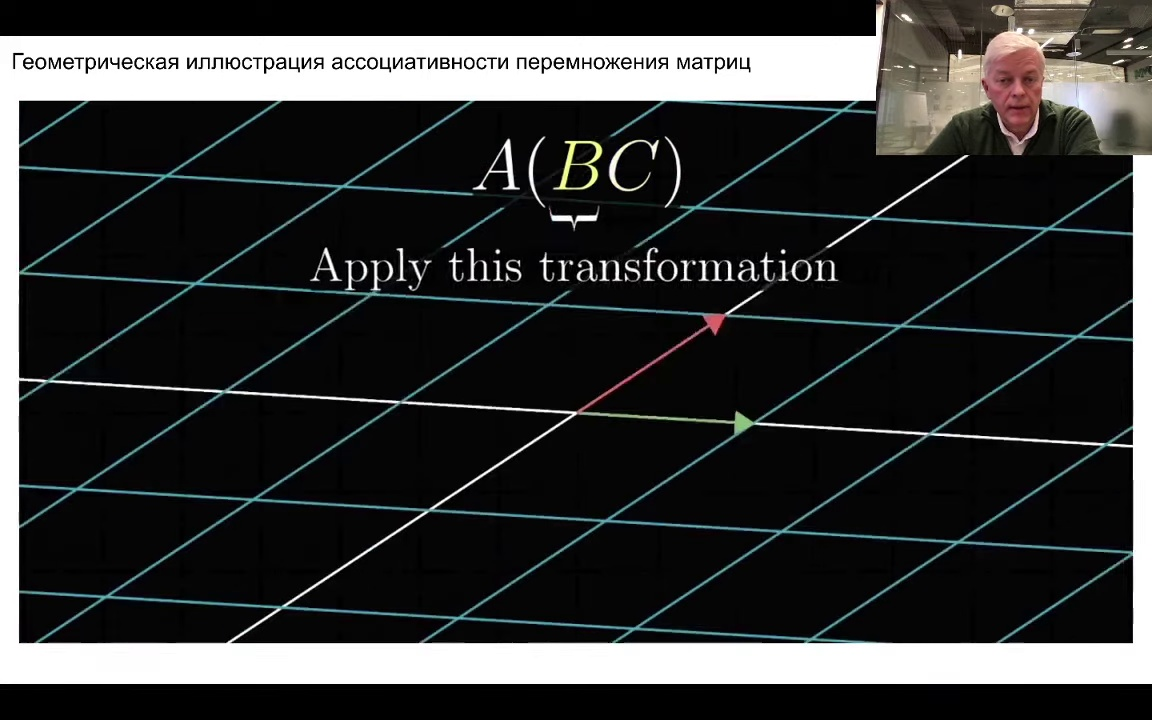 Геометрическая иллюстрация ассоциативности перемножения матриц
A(BC)
Apply this transformation